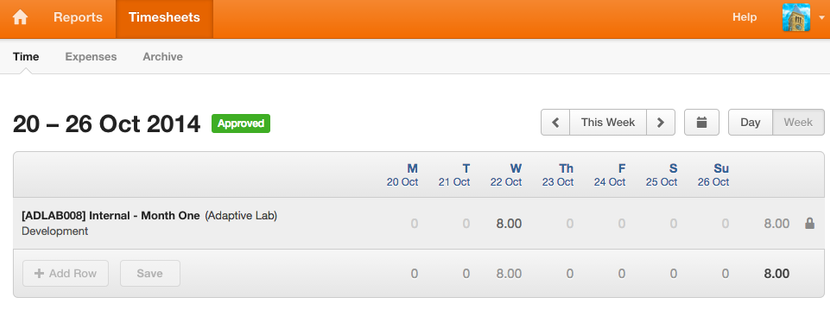 Reports Timesheets Help
Time Expenses Archive
20 – 26 Oct 2014 Approved This Week Day Week
M T W Th F S Su
20 Oct 21 Oct 22 Oct 23 Oct 24 Oct 25 Oct 26 Oct
[ADLAB008] Internal - Month One (Adaptive Lab) 0 0 8.00 0 0 0 0 8.00
Development
+ Add Row Save 0 0 8.00 0 0 0 0 8.00